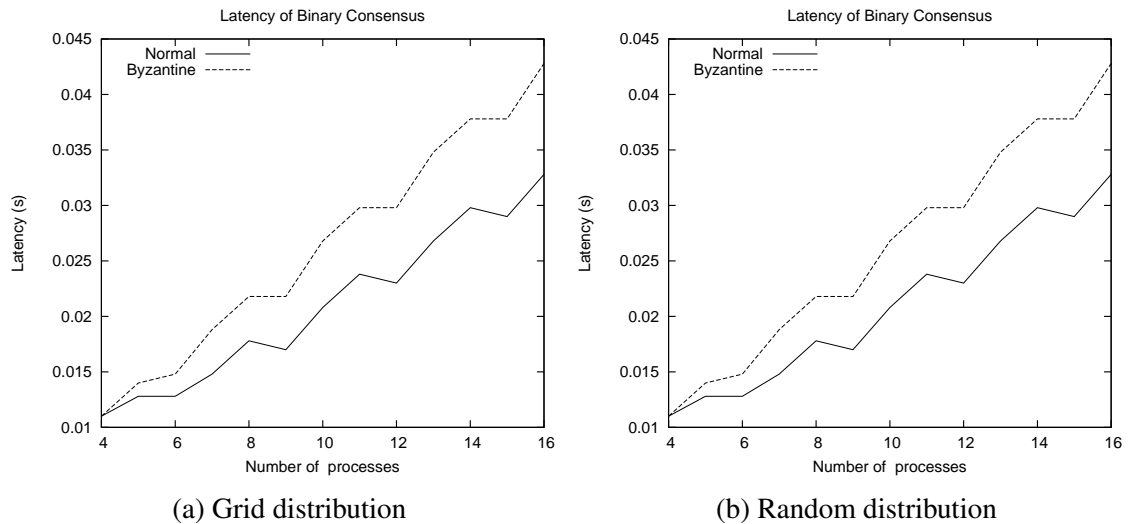 Latency of Binary Consensus
0.045
0.04
0.035
0.03
0.025
0.02
0.015
0.01
Latency (s)
Normal
Byzantine
4 6 8 10 12 14 16
Number of processes
(a) Grid distribution
Latency of Binary Consensus
0.045
0.04
0.035
0.03
0.025
0.02
0.015
0.01
Latency (s)
Normal
Byzantine
4 6 8 10 12 14 16
Number of processes
(b) Random distribution